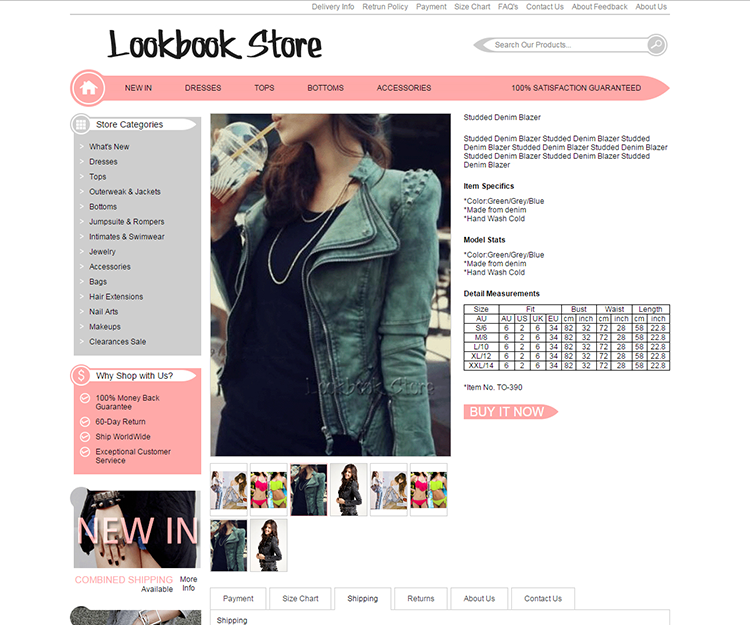 Delivery Info Retrun Policy Payment Size Chart FAQ's Contact Us About Feedback About Us
Lookbook Store
Search Our Products...
NEW IN DRESSES TOPS BOTTOMS ACCESSORIES 100% SATISFACTION GUARANTEED
Store Categories
What's New
Dresses
Tops
Outerweak & Jackets
Bottoms
Jumpsuite & Rompers
Intimates & Swimwear
Jewelry
Accessories
Bags
Hair Extensions
Nail Arts
Makeups
Clearances Sale
$ Why Shop with Us?
100% Money Back
Guarantee
60-Day Return
Ship WorldWide
Exceptional Customer
Serviece
NEW IN
COMBINED SHIPPING More
Available Info
Lookbook Store
Studded Denim Blazer
Studded Denim Blazer Studded Denim Blazer Studded
Denim Blazer Studded Denim Blazer Studded Denim Blazer
Studded Denim Blazer Studded Denim Blazer Studded
Denim Blazer
Item Specifics
*Color:Green/Grey/Blue
*Made from denim
*Hand Wash Cold
Model Stats
*Color:Green/Grey/Blue
*Made from denim
*Hand Wash Cold
Detail Measurements
Size Fit Bust Waist Length
AU AU US UK EU cm inch cm inch cm inch
S/6 6 2 6 34 82 32 72 28 58 22.8
M/8 6 2 6 34 82 32 72 28 58 22.8
L/10 6 2 6 34 82 32 72 28 58 22.8
XL/12 6 2 6 34 82 32 72 28 58 22.8
XXL/14 6 2 6 34 82 32 72 28 58 22.8
*Item No. TO-390
BUY IT NOW
Payment Size Chart Shipping Returns About Us Contact Us
Shipping